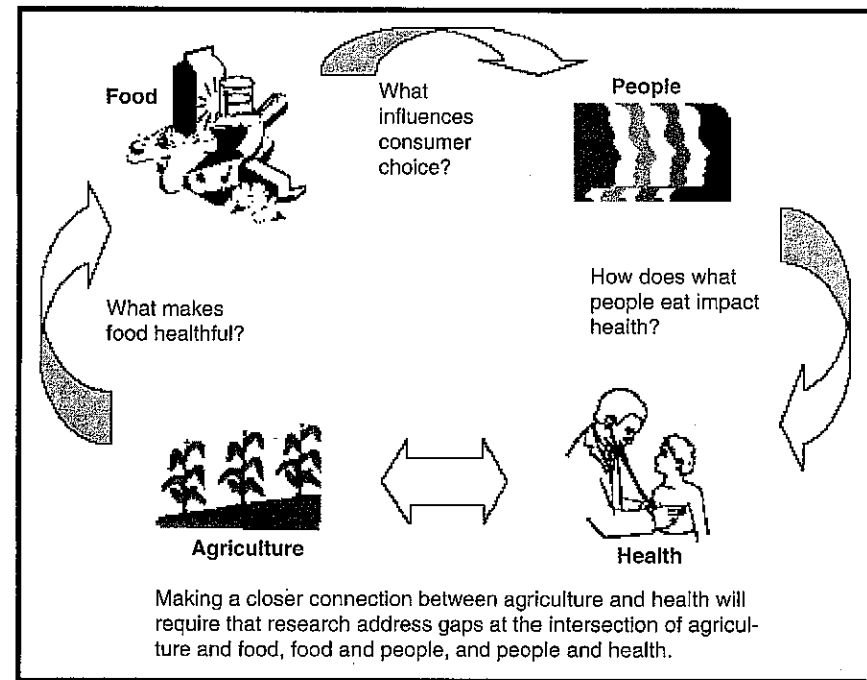 Food
What
influences
consumer
choice?
People
What makes
food healthful?
How does what
people eat impact
health?
Agriculture
Health
Making a closer connection between agriculture and health will
require that research address gaps at the intersection of agricul-
ture and food, food and people, and people and health.